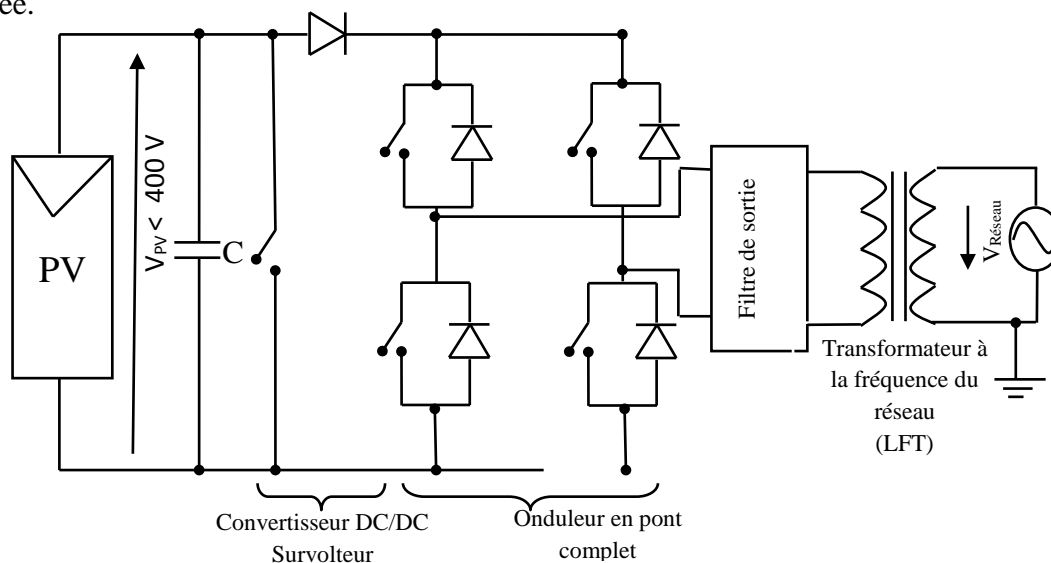 ée.
V_PV < 400 V
C
PV
Filtre de sortie
V_Réseau
Transformateur à
la fréquence du
réseau
(LFT)
Convertisseur DC/DC
Survolteur
Onduleur en pont
complet